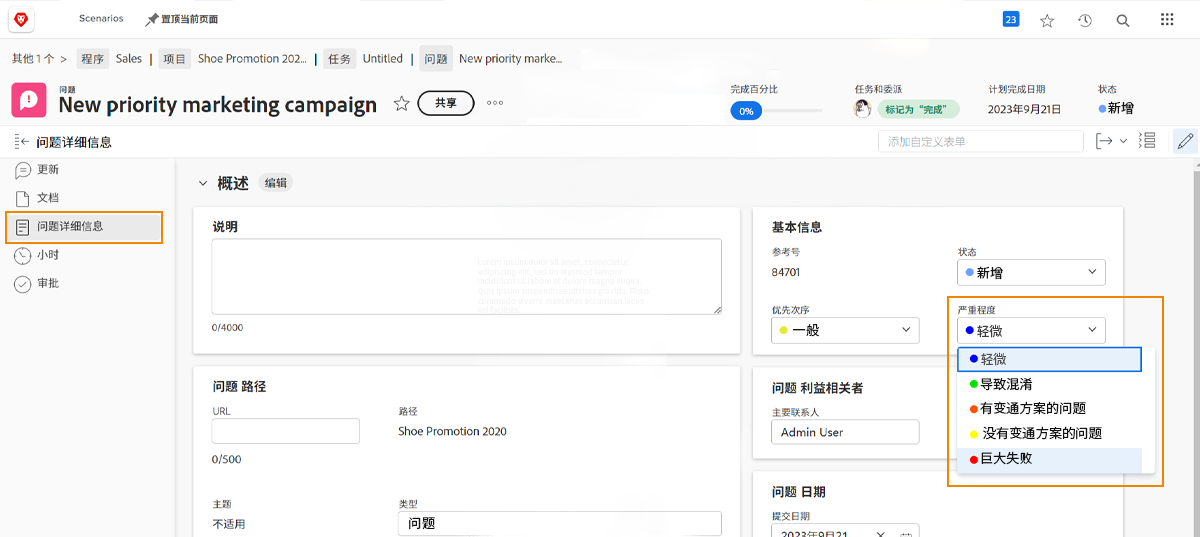 Scenarios
置顶当前页面
23
其他1个 > 程序 Sales | 项目 Shoe Promotion 202... | 任务 Untitled | 问题 New priority marke...
问题
New priority marketing campaign
共享
完成百分比
0%
任务和委派
标记为“完成”
计划完成日期
2023年9月21日
状态
新增
问题详细信息
添加自定义表单
更新
文档
问题详细信息
小时
审批
概述
编辑
说明
0/4000
问题 路径
URL
0/500
路径
Shoe Promotion 2020
主题
不适用
类型
问题
基本信息
参考号
84701
状态
新增
优先次序
一般
严重程度
轻微
轻微
导致混淆
有变通方案的问题
没有变通方案的问题
巨大失败
问题 利益相关者
主要联系人
Admin User
问题 日期
提交日期
2023年9月21